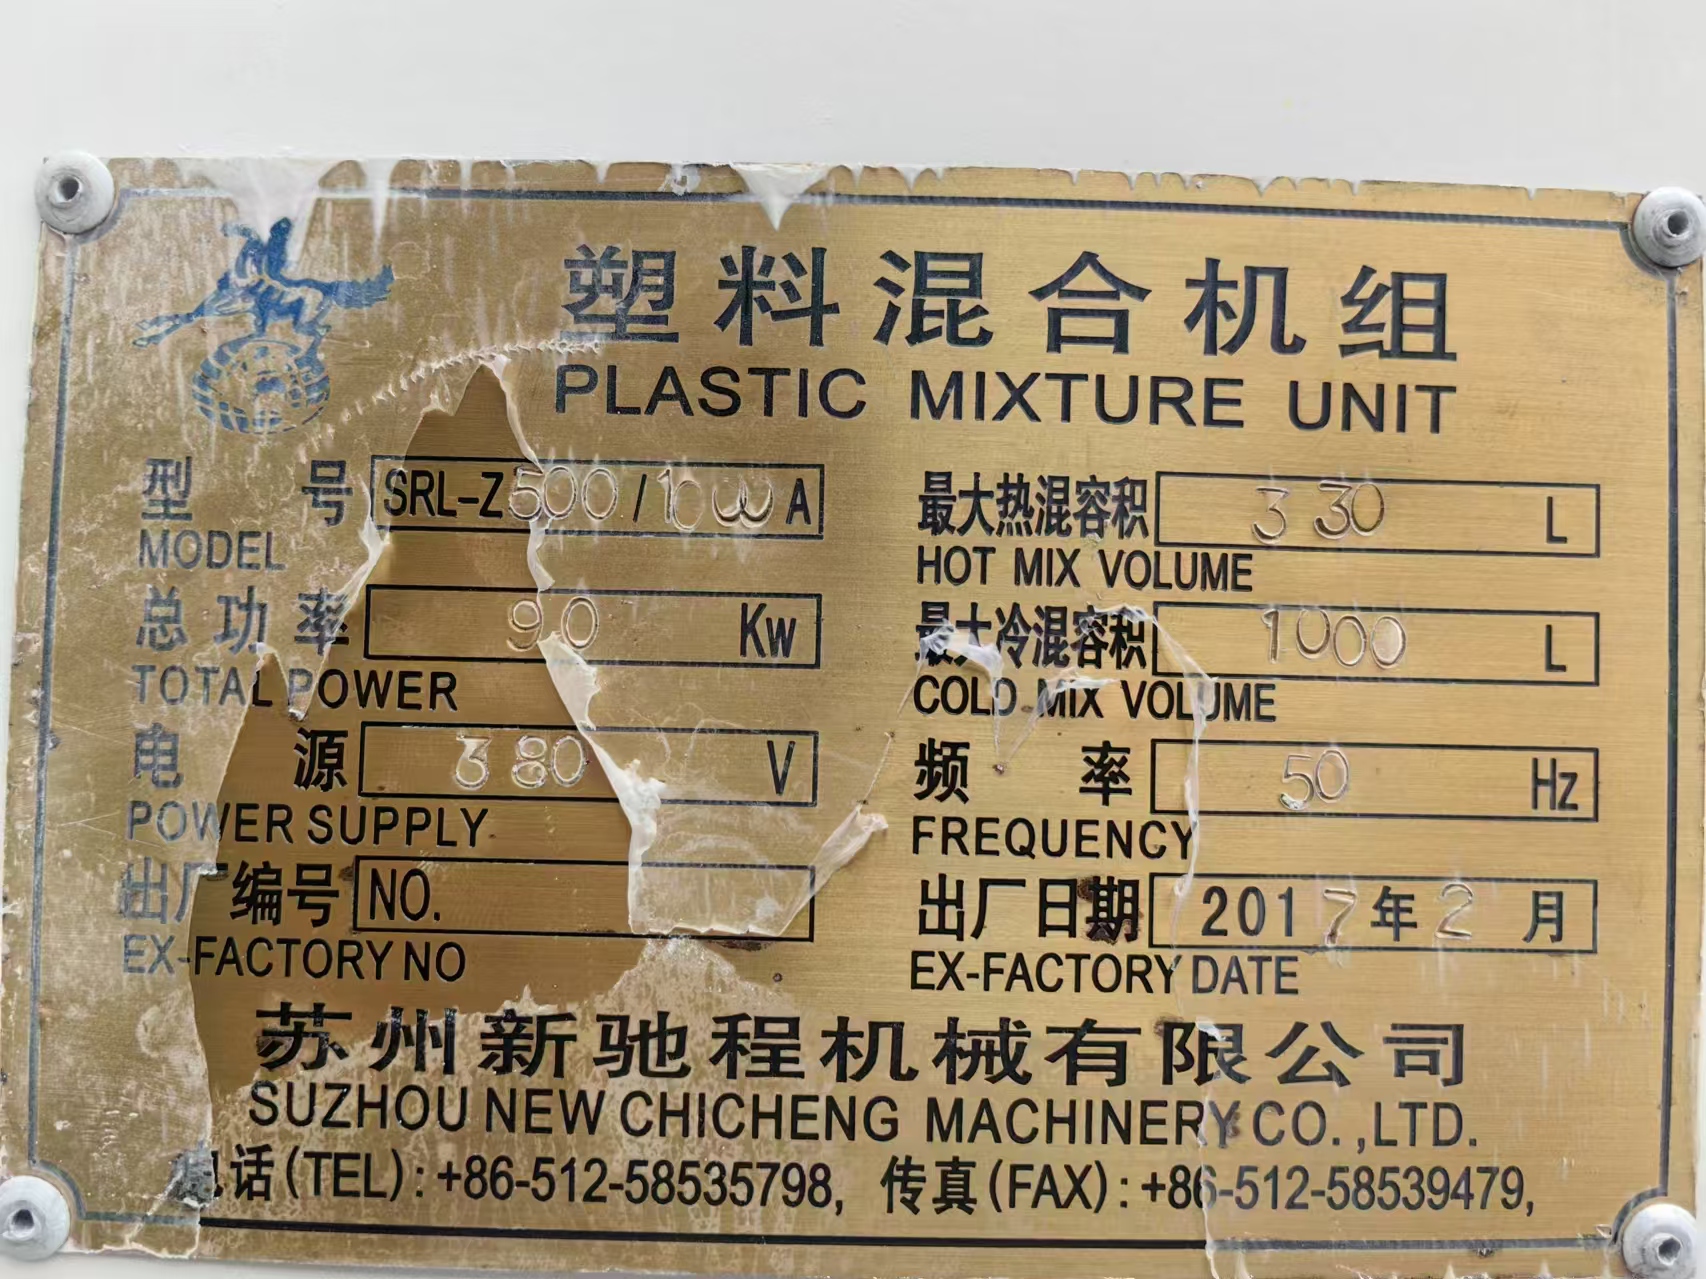 塑料混合机组
PLASTIC MIXTURE UNIT
型 号 SRL-Z500/1000A
MODEL
最大热混容积 330 L
HOT MIX VOLUME
总功率 90 Kw
TOTAL POWER
最大冷混容积 1000 L
COLD MIX VOLUME
电 源 380 V
POWER SUPPLY
频 率 50 Hz
FREQUENCY
出厂编号 NO.
EX-FACTORY NO
出厂日期 2017年2月
EX-FACTORY DATE
苏州新驰程机械有限公司
SUZHOU NEW CHICHENG MACHINERY CO.,LTD.
电话(TEL):+86-512-58535798, 传真(FAX):+86-512-58539479,